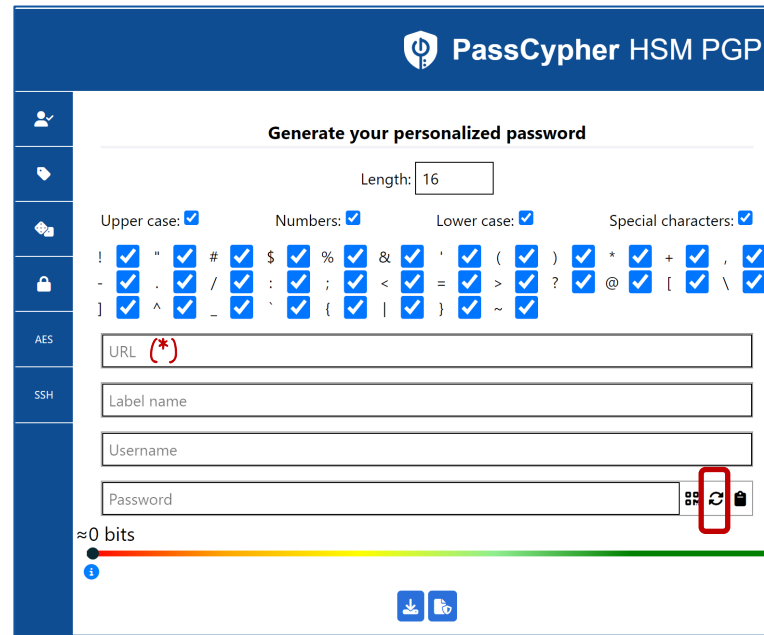 PassCypher HSM PGP
Generate your personalized password
Length: 16
Upper case: Numbers: Lower case: Special characters:
! " # $ % & ' ( ) * + ,
- . / : ; < = > ? @ [ \
] ^ _ ` { | } ~
AES
URL (*)
SSH
Label name
Username
Password
≈0 bits